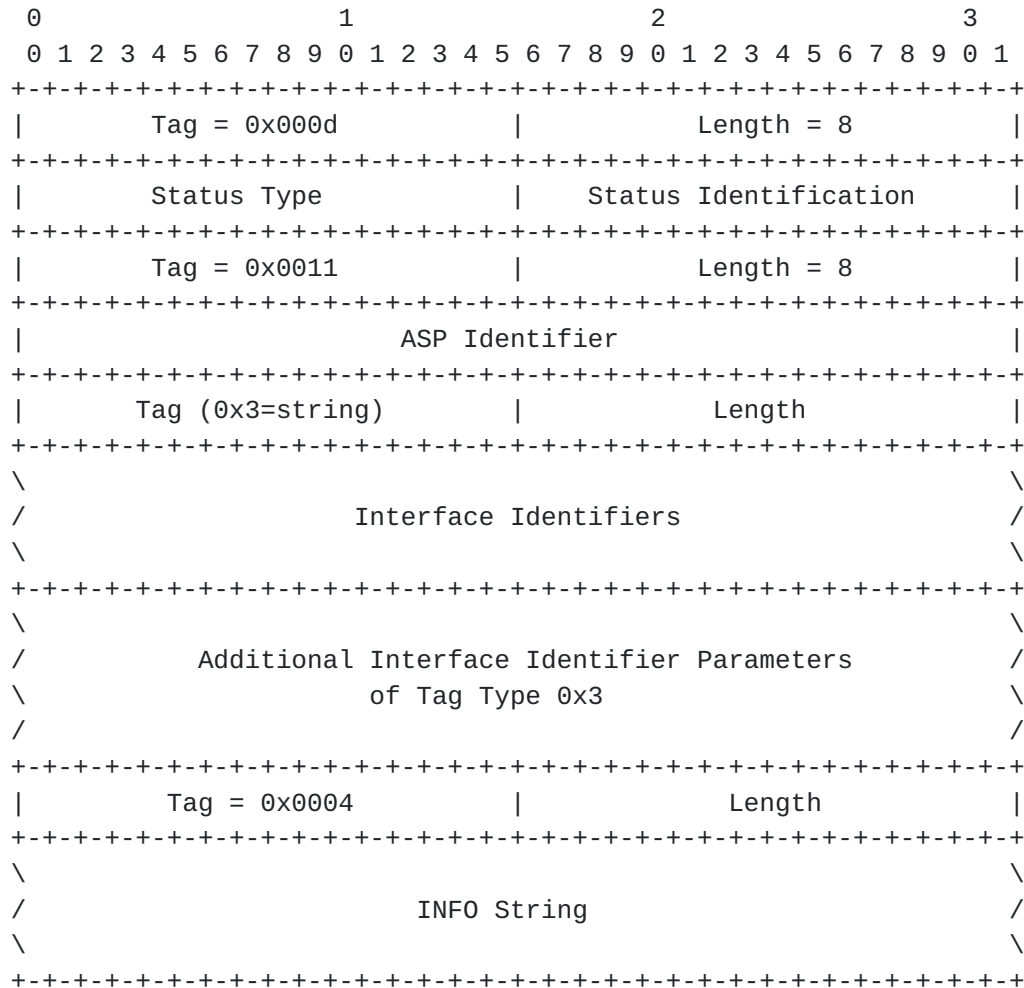 0                   1                   2                   3
 0 1 2 3 4 5 6 7 8 9 0 1 2 3 4 5 6 7 8 9 0 1 2 3 4 5 6 7 8 9 0 1
+-+-+-+-+-+-+-+-+-+-+-+-+-+-+-+-+-+-+-+-+-+-+-+-+-+-+-+-+-+-+-+-+
|        Tag = 0x000d           |           Length = 8          |
+-+-+-+-+-+-+-+-+-+-+-+-+-+-+-+-+-+-+-+-+-+-+-+-+-+-+-+-+-+-+-+-+
|        Status Type            |    Status Identification      |
+-+-+-+-+-+-+-+-+-+-+-+-+-+-+-+-+-+-+-+-+-+-+-+-+-+-+-+-+-+-+-+-+
|        Tag = 0x0011           |           Length = 8          |
+-+-+-+-+-+-+-+-+-+-+-+-+-+-+-+-+-+-+-+-+-+-+-+-+-+-+-+-+-+-+-+-+
|                        ASP Identifier                         |
+-+-+-+-+-+-+-+-+-+-+-+-+-+-+-+-+-+-+-+-+-+-+-+-+-+-+-+-+-+-+-+-+
|       Tag (0x3=string)        |            Length             |
+-+-+-+-+-+-+-+-+-+-+-+-+-+-+-+-+-+-+-+-+-+-+-+-+-+-+-+-+-+-+-+-+
\                                                               \
/                     Interface Identifiers                     /
\                                                               \
+-+-+-+-+-+-+-+-+-+-+-+-+-+-+-+-+-+-+-+-+-+-+-+-+-+-+-+-+-+-+-+-+
\                                                               \
/           Additional Interface Identifier Parameters          /
\                      of Tag Type 0x3                          \
/                                                               /
+-+-+-+-+-+-+-+-+-+-+-+-+-+-+-+-+-+-+-+-+-+-+-+-+-+-+-+-+-+-+-+-+
|         Tag = 0x0004          |             Length            |
+-+-+-+-+-+-+-+-+-+-+-+-+-+-+-+-+-+-+-+-+-+-+-+-+-+-+-+-+-+-+-+-+
\                                                               \
/                         INFO String                           /
\                                                               \
+-+-+-+-+-+-+-+-+-+-+-+-+-+-+-+-+-+-+-+-+-+-+-+-+-+-+-+-+-+-+-+-+